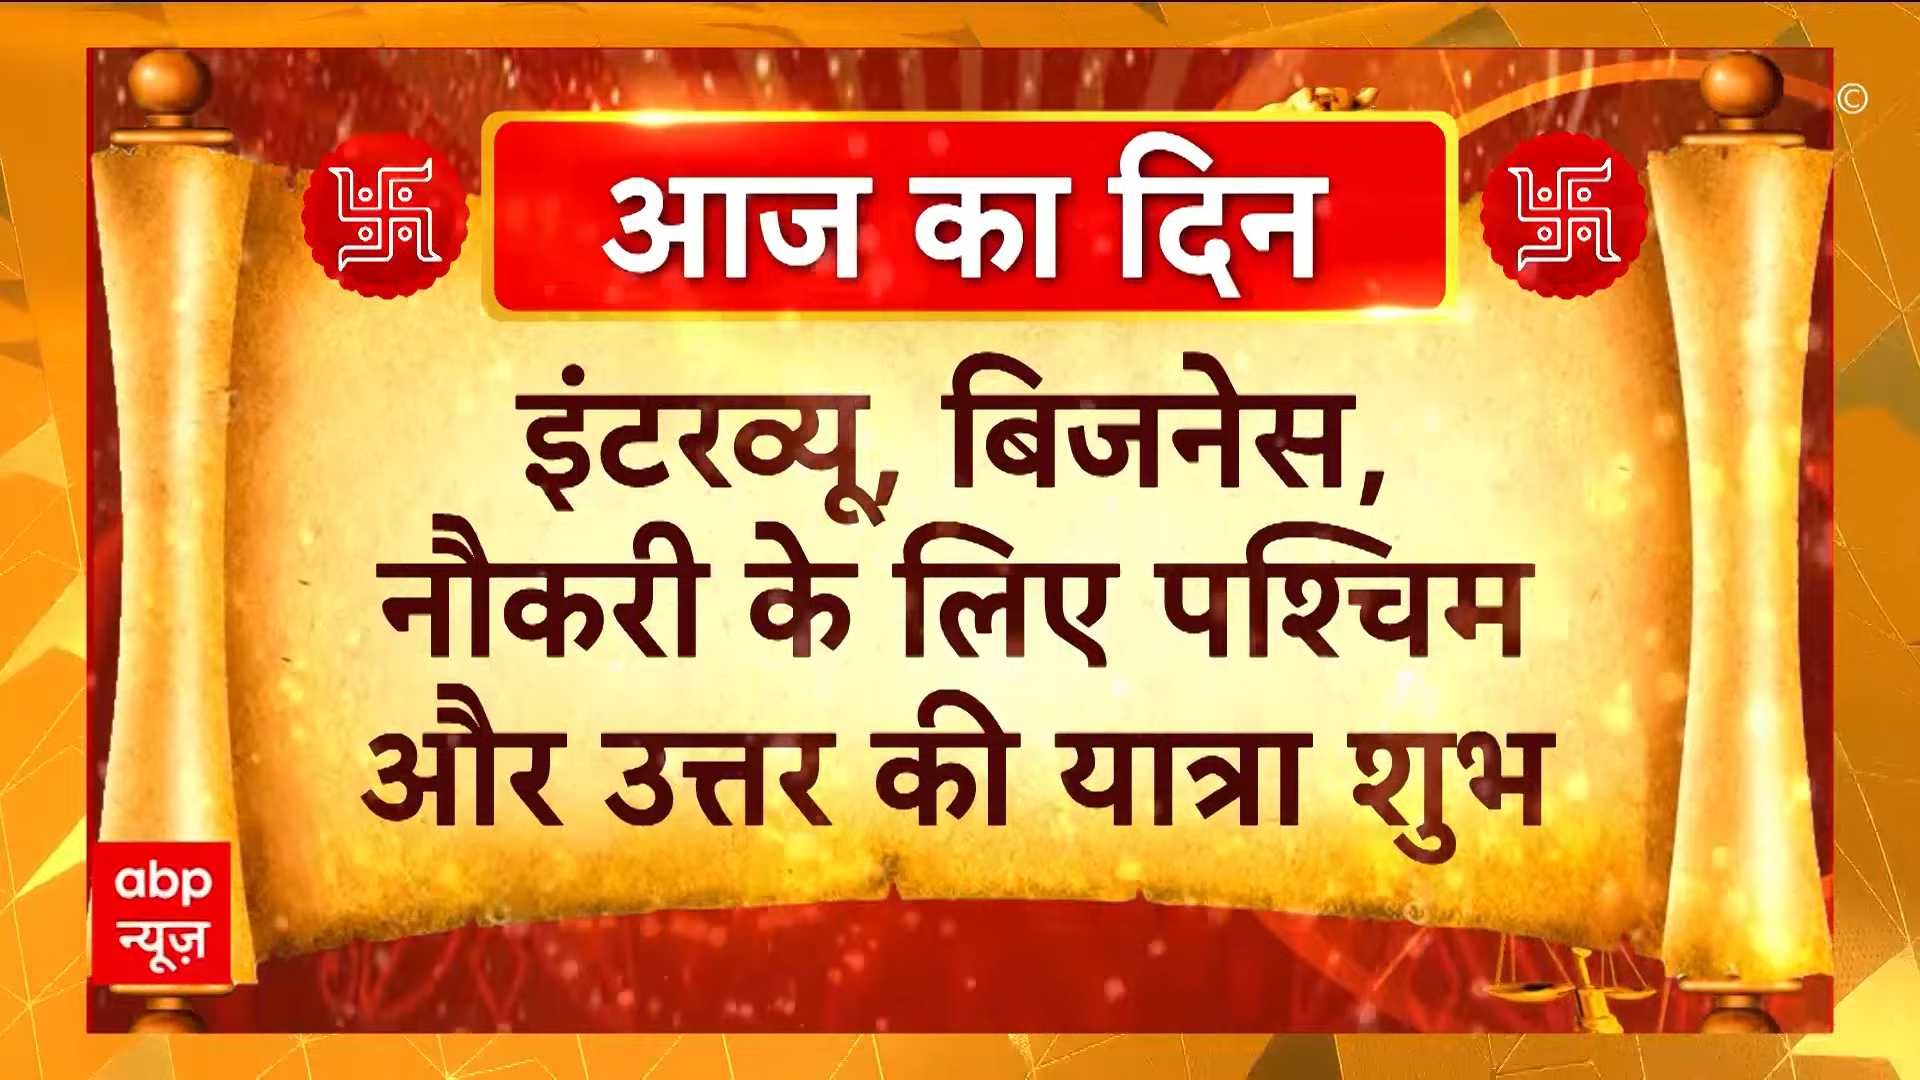 ©
आज का दिन
इंटरव्यू, बिजनेस,
नौकरी के लिए पश्चिम
और उत्तर की यात्रा शुभ
abp
न्यूज़